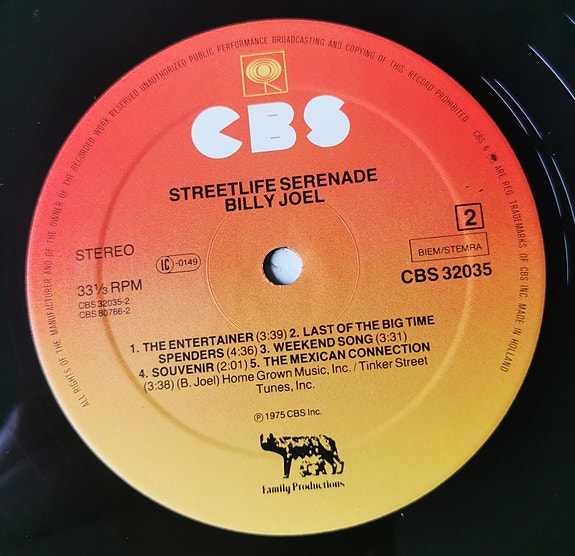 ALL RIGHTS OF THE MANUFACTURER AND OF THE OWNER OF THE RECORDED WORK RESERVED UNAUTHORIZED PUBLIC PERFORMANCE BROADCASTING AND COPYING OF THIS RECORD PROHIBITED CBS & ARE REG. TRADEMARKS OF CBS INC. MADE IN HOLLAND
CBS
STREETLIFE SERENADE
BILLY JOEL
2
STEREO
IC -0149
BIEM/STEMRA
33⅓ RPM
CBS 32035
CBS 32035-2
CBS 80766-2
1. THE ENTERTAINER (3:39) 2. LAST OF THE BIG TIME
SPENDERS (4:36) 3. WEEKEND SONG (3:31)
4. SOUVENIR (2:01) 5. THE MEXICAN CONNECTION
(3:38) (B. Joel) Home Grown Music, Inc. / Tinker Street
Tunes, Inc.
℗ 1975 CBS Inc.
Family Productions